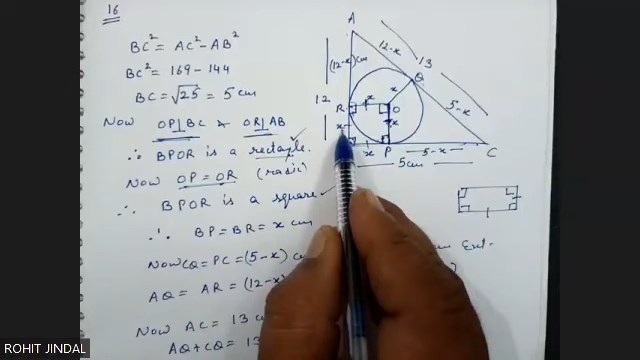 16
BC² = AC² - AB²
BC² = 169 - 144
BC = √25 = 5 cm
Now OP⊥BC & OR⊥AB
∴ BPOR is a rectangle.
Now OP = OR (radii)
∴ BPOR is a square
∴ BP = BR = x cm
Now CQ = PC = (5-x) c
m Ext.
AQ = AR = (12-x)
Now AC = 13 c
AQ + CQ = 13
A
12-x
13
(12-x) cm
Q
x
12
R
x
O
5-x
x
x
x
P
5-x
C
5cm
ROHIT JINDAL